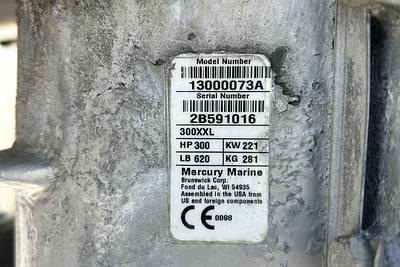 Model Number
13000073A
Serial Number
2B591016
300XXL
HP 300 KW 221
LB 620 KG 281
Mercury Marine
Brunswick Corp.
Fond du Lac, WI 54935
Assembled in the USA from
US and foreign components
CE 0098